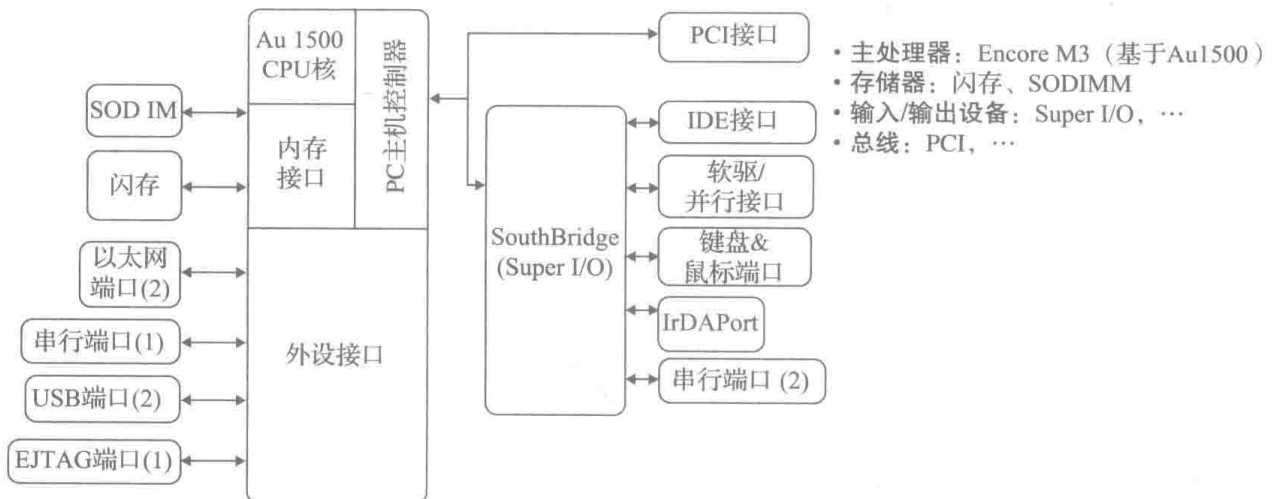 Au 1500
CPU核
PC主机控制器
内存
接口
外设接口
SOD IM
闪存
以太网
端口(2)
串行端口(1)
USB端口(2)
EJTAG端口(1)
SouthBridge
(Super I/O)
PCI接口
IDE接口
软驱/
并行接口
键盘&
鼠标端口
IrDAPort
串行端口 (2)
• 主处理器：Encore M3（基于Au1500）
• 存储器：闪存、SODIMM
• 输入/输出设备：Super I/O，…
• 总线：PCI，…